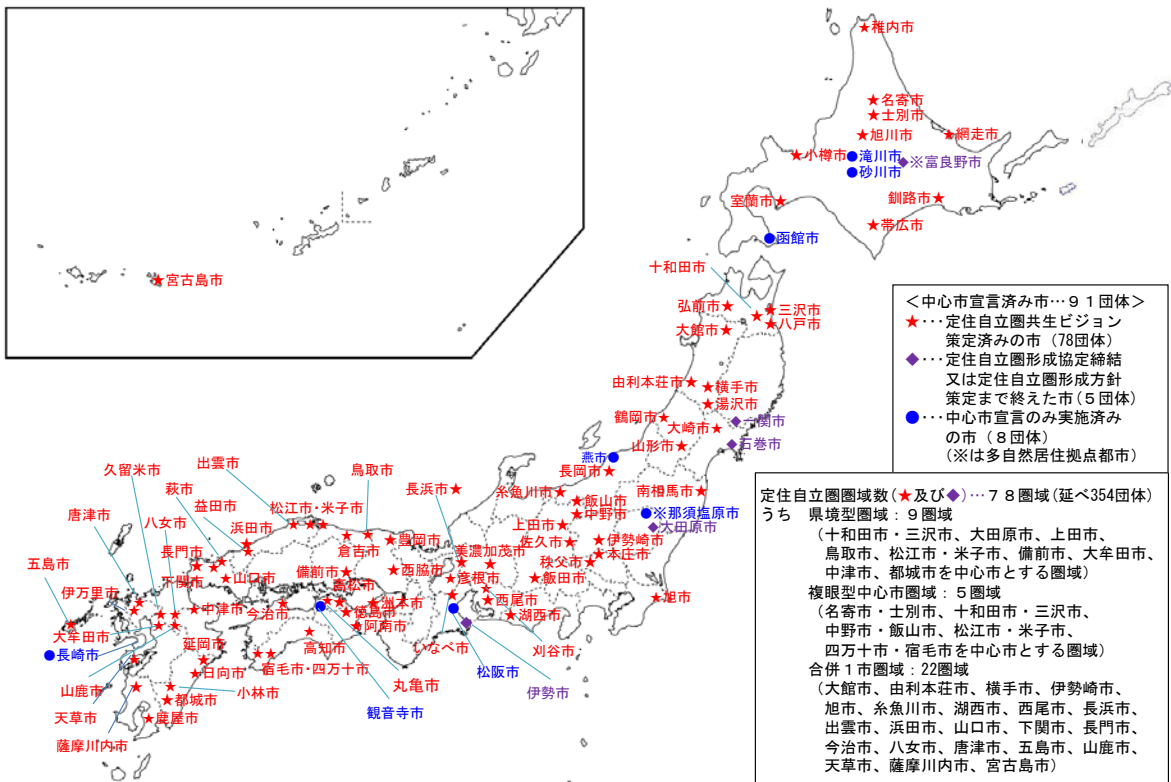 稚内市
名寄市
士別市
旭川市
網走市
小樽市
滝川市
※富良野市
砂川市
室蘭市
釧路市
帯広市
函館市
宮古島市
十和田市
弘前市
三沢市
八戸市
大館市
由利本荘市
横手市
湯沢市
鶴岡市
大崎市
一関市
山形市
石巻市
燕市
長岡市
南相馬市
糸魚川市
飯山市
中野市
※那須塩原市
大田原市
上田市
佐久市
伊勢崎市
本庄市
秩父市
飯田市
旭市
長浜市
美濃加茂市
彦根市
西尾市
湖西市
刈谷市
いなべ市
松阪市
伊勢市
鳥取市
出雲市
松江市・米子市
倉吉市
豊岡市
備前市
西脇市
高松市
洲本市
徳島市
阿南市
今治市
高知市
宿毛市・四万十市
丸亀市
観音寺市
久留米市
萩市
益田市
浜田市
唐津市
八女市
長門市
下関市
山口市
五島市
伊万里市
中津市
大牟田市
長崎市
延岡市
日向市
山鹿市
小林市
都城市
天草市
鹿屋市
薩摩川内市
<中心市宣言済み市…91団体>
★・・・定住自立圏共生ビジョン
策定済みの市(78団体)
◆・・・定住自立圏形成協定締結
又は定住自立圏形成方針
策定まで終えた市(5団体)
●・・・中心市宣言のみ実施済み
の市(8団体)
(※は多自然居住拠点都市)
定住自立圏圏域数(★及び◆)…78圏域(延べ354団体)
うち 県境型圏域:9圏域
(十和田市・三沢市、大田原市、上田市、
鳥取市、松江市・米子市、備前市、大牟田市、
中津市、都城市を中心市とする圏域)
複眼型中心市圏域:5圏域
(名寄市・士別市、十和田市・三沢市、
中野市・飯山市、松江市・米子市、
四万十市・宿毛市を中心市とする圏域)
合併1市圏域:22圏域
(大館市、由利本荘市、横手市、伊勢崎市、
旭市、糸魚川市、湖西市、西尾市、長浜市、
出雲市、浜田市、山口市、下関市、長門市、
今治市、八女市、唐津市、五島市、山鹿市、
天草市、薩摩川内市、宮古島市)